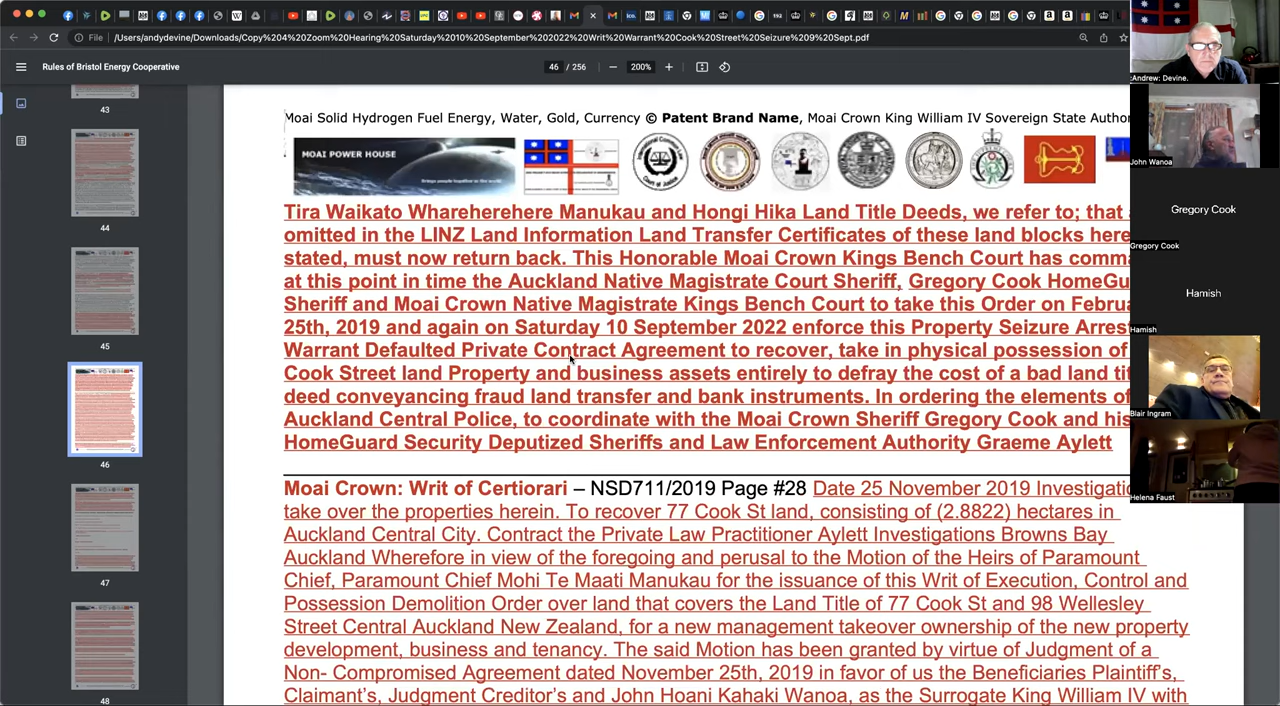 File
/Users/andydevine/Downloads/Copy%204%20Zoom%20Hearing%20Saturday%2010%20September%202022%20Writ%20Warrant%20Cook%20Street%20Seizure%209%20Sept.pdf
Rules of Bristol Energy Cooperative
46 / 256
200%
43
44
45
46
47
48
Moai Solid Hydrogen Fuel Energy, Water, Gold, Currency © Patent Brand Name, Moai Crown King William IV Sovereign State Author
MOAI POWER HOUSE
Brings people together in the world
Tira Waikato Whareherehere Manukau and Hongi Hika Land Title Deeds, we refer to; that
omitted in the LINZ Land Information Land Transfer Certificates of these land blocks here
stated, must now return back. This Honorable Moai Crown Kings Bench Court has comma
at this point in time the Auckland Native Magistrate Court Sheriff, Gregory Cook HomeGu
Sheriff and Moai Crown Native Magistrate Kings Bench Court to take this Order on Februa
25th, 2019 and again on Saturday 10 September 2022 enforce this Property Seizure Arres
Warrant Defaulted Private Contract Agreement to recover, take in physical possession of
Cook Street land Property and business assets entirely to defray the cost of a bad land tit
deed conveyancing fraud land transfer and bank instruments. In ordering the elements of
Auckland Central Police, to coordinate with the Moai Crown Sheriff Gregory Cook and his
HomeGuard Security Deputized Sheriffs and Law Enforcement Authority Graeme Aylett
Moai Crown: Writ of Certiorari – NSD711/2019 Page #28 Date 25 November 2019 Investigatio
take over the properties herein. To recover 77 Cook St land, consisting of (2.8822) hectares in
Auckland Central City. Contract the Private Law Practitioner Aylett Investigations Browns Bay
Auckland Wherefore in view of the foregoing and perusal to the Motion of the Heirs of Paramount
Chief, Paramount Chief Mohi Te Maati Manukau for the issuance of this Writ of Execution, Control and
Possession Demolition Order over land that covers the Land Title of 77 Cook St and 98 Wellesley
Street Central Auckland New Zealand, for a new management takeover ownership of the new property
development, business and tenancy. The said Motion has been granted by virtue of Judgment of a
Non- Compromised Agreement dated November 25th, 2019 in favor of us the Beneficiaries Plaintiff's,
Claimant's, Judgment Creditor's and John Hoani Kahaki Wanoa, as the Surrogate King William IV with
:Andrew: Devine.
John Wanoa
Gregory Cook
Gregory Cook
Hamish
Hamish
Blair Ingram
Helena Faust